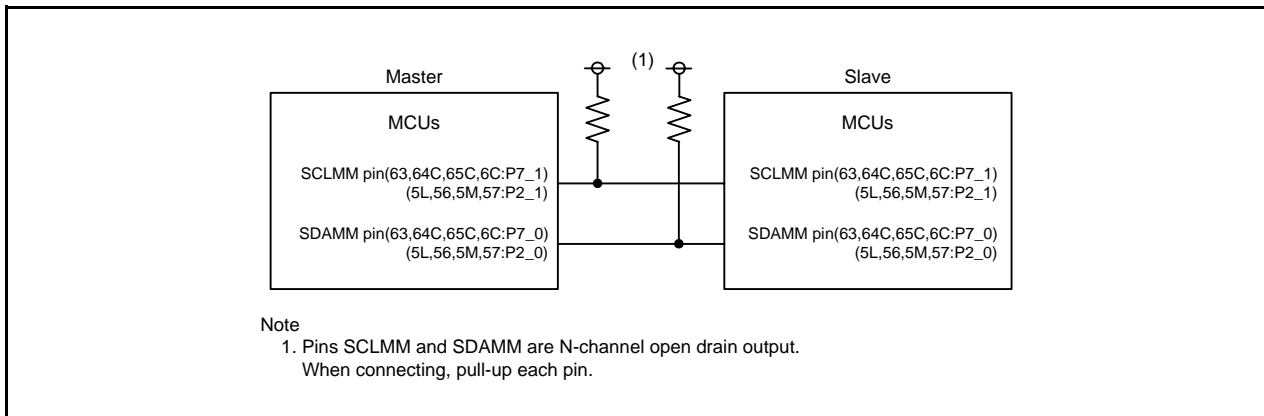 (1)
Master
Slave
MCUs
MCUs
SCLMM pin(63,64C,65C,6C:P7_1)
(5L,56,5M,57:P2_1)
SDAMM pin(63,64C,65C,6C:P7_0)
(5L,56,5M,57:P2_0)
SCLMM pin(63,64C,65C,6C:P7_1)
(5L,56,5M,57:P2_1)
SDAMM pin(63,64C,65C,6C:P7_0)
(5L,56,5M,57:P2_0)
Note
1. Pins SCLMM and SDAMM are N-channel open drain output.
When connecting, pull-up each pin.